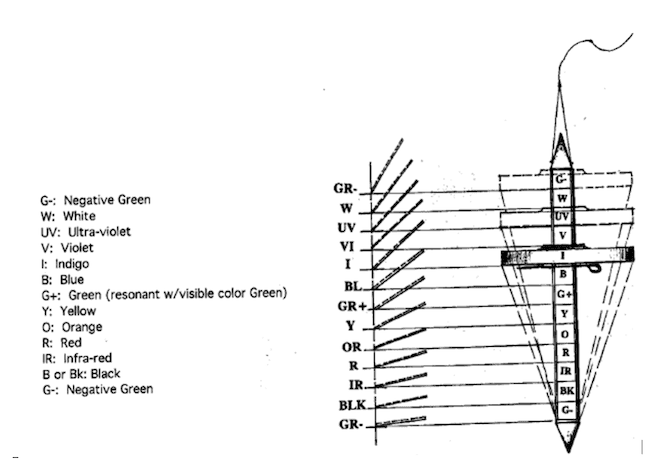 G-: Negative Green
W: White
UV: Ultra-violet
V: Violet
I: Indigo
B: Blue
G+: Green (resonant w/visible color Green)
Y: Yellow
O: Orange
R: Red
IR: Infra-red
B or Bk: Black
G-: Negative Green
GR-
W
UV
VI
I
BL
GR+
Y
OR
R
IR
BLK
GR-
G-
W
UV
V
I
B
G+
Y
O
R
IR
BK
G-